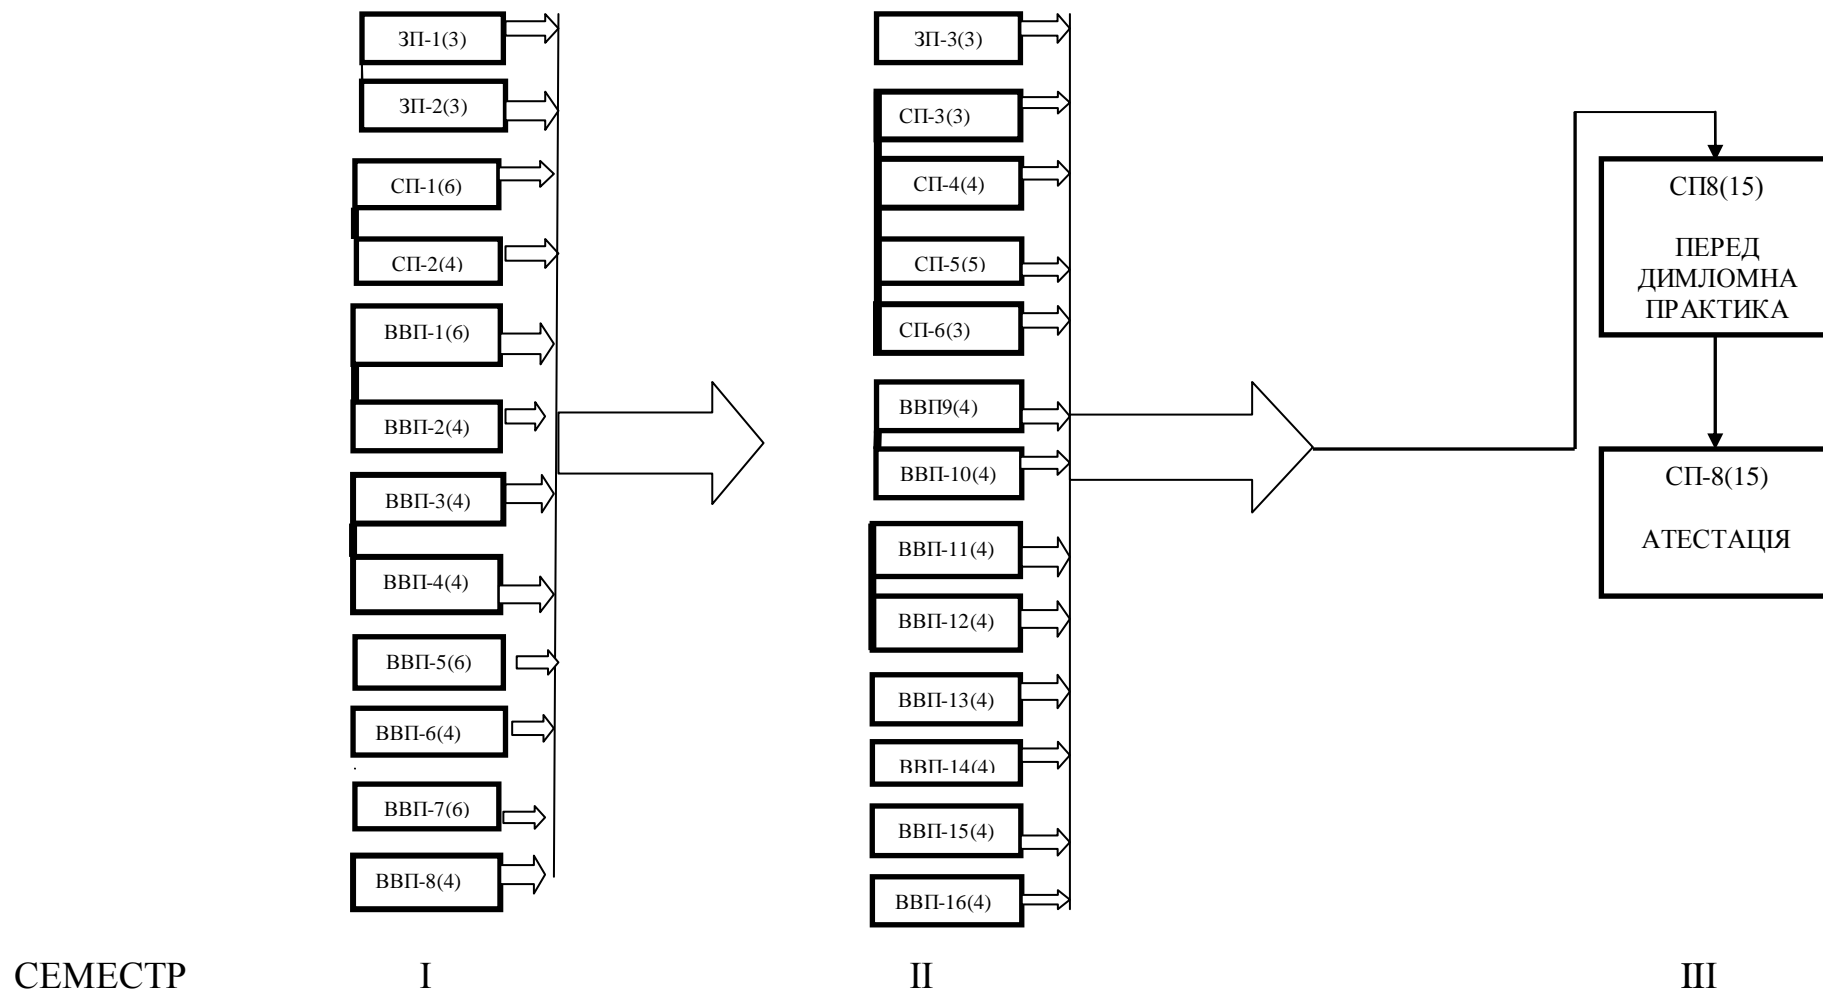 ЗП-1(3)
ЗП-2(3)
СП-1(6)
СП-2(4)
ВВП-1(6)
ВВП-2(4)
ВВП-3(4)
ВВП-4(4)
ВВП-5(6)
ВВП-6(4)
ВВП-7(6)
ВВП-8(4)
ЗП-3(3)
СП-3(3)
СП-4(4)
СП-5(5)
СП-6(3)
ВВП9(4)
ВВП-10(4)
ВВП-11(4)
ВВП-12(4)
ВВП-13(4)
ВВП-14(4)
ВВП-15(4)
ВВП-16(4)
СП8(15)
ПЕРЕД
ДИМЛОМНА
ПРАКТИКА
СП-8(15)
АТЕСТАЦІЯ
СЕМЕСТР I II III